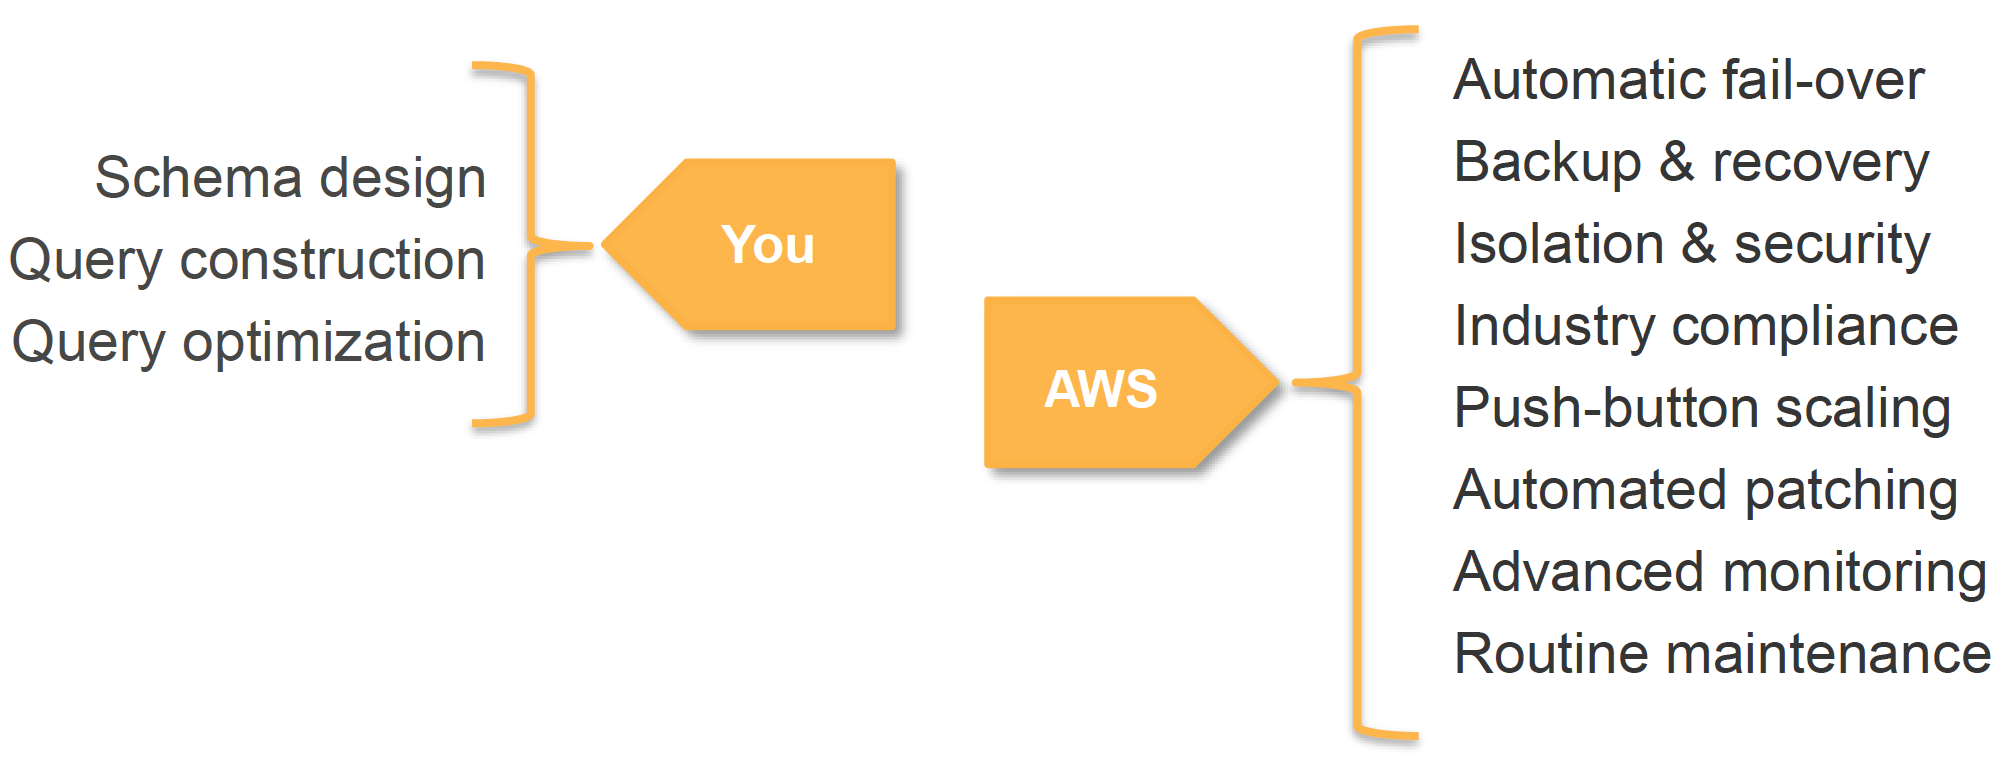 Schema design
Query construction
Query optimization
You
AWS
Automatic fail-over
Backup & recovery
Isolation & security
Industry compliance
Push-button scaling
Automated patching
Advanced monitoring
Routine maintenance